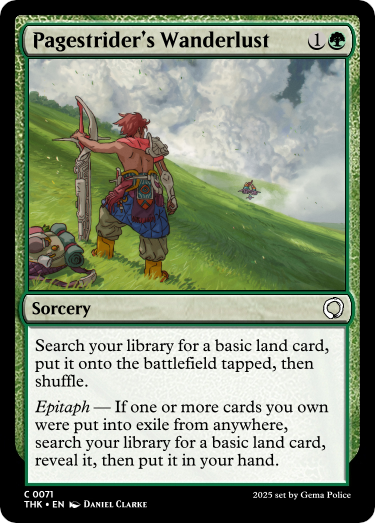 Pagestrider's Wanderlust 1
Sorcery
Search your library for a basic land card,
put it onto the battlefield tapped, then
shuffle.
Epitaph — If one or more cards you own
were put into exile from anywhere,
search your library for a basic land card,
reveal it, then put it in your hand.
C 0071
THK • EN Daniel Clarke
2025 set by Gema Police